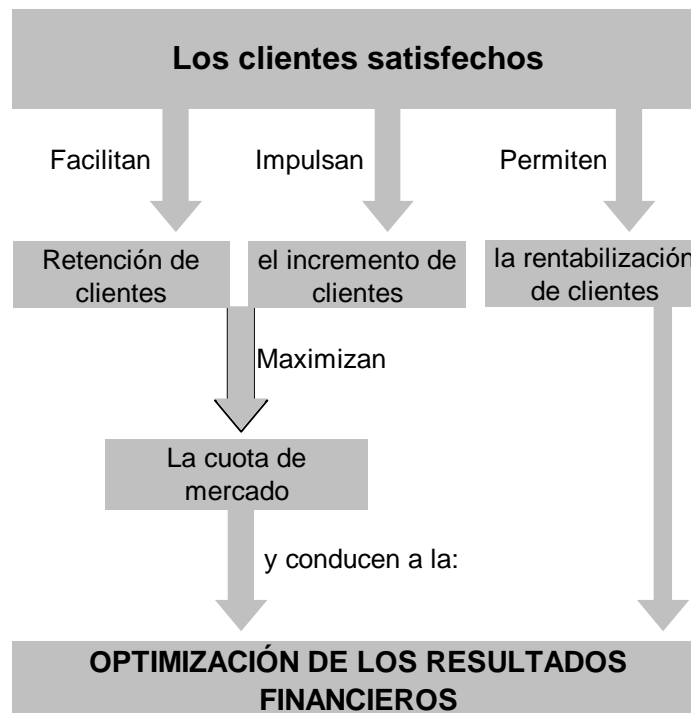 Los clientes satisfechos
Facilitan
Impulsan
Permiten
Retención de
clientes
el incremento de
clientes
la rentabilización
de clientes
Maximizan
La cuota de
mercado
y conducen a la:
OPTIMIZACIÓN DE LOS RESULTADOS
FINANCIEROS